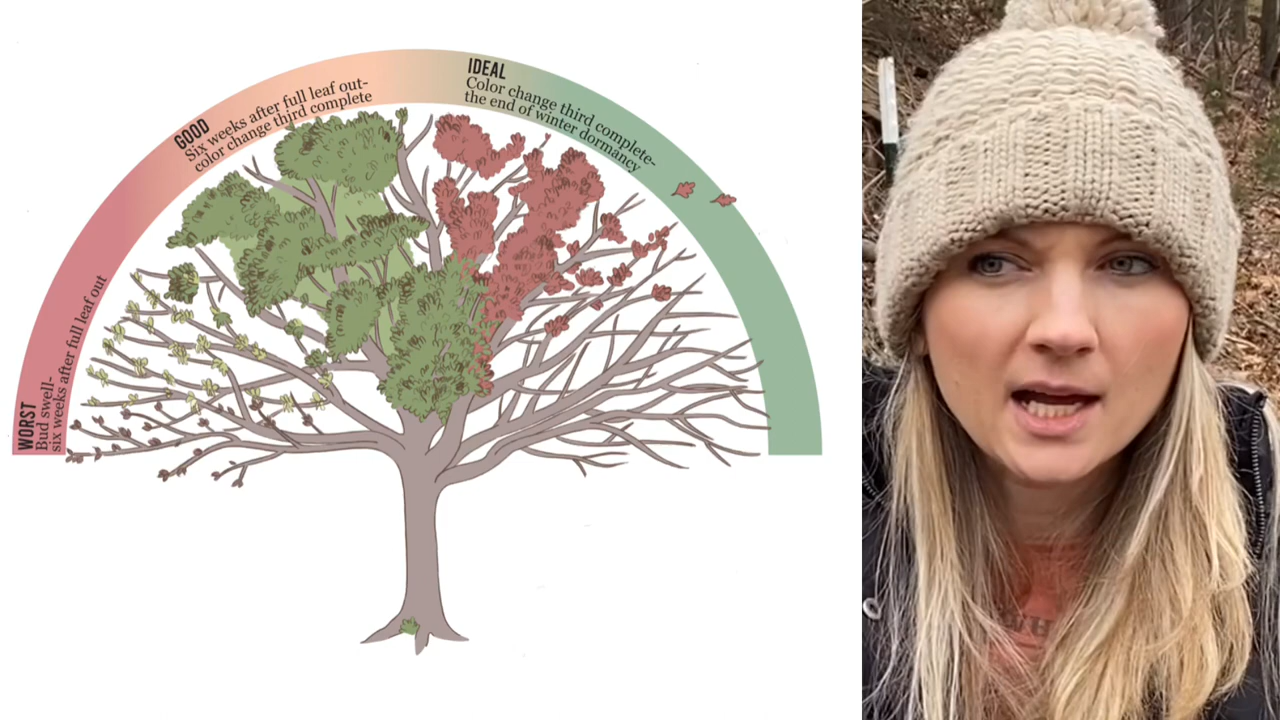 WORST
Bud swell-
six weeks after full leaf out
GOOD
Six weeks after full leaf out-
color change third complete
IDEAL
Color change third complete-
the end of winter dormancy